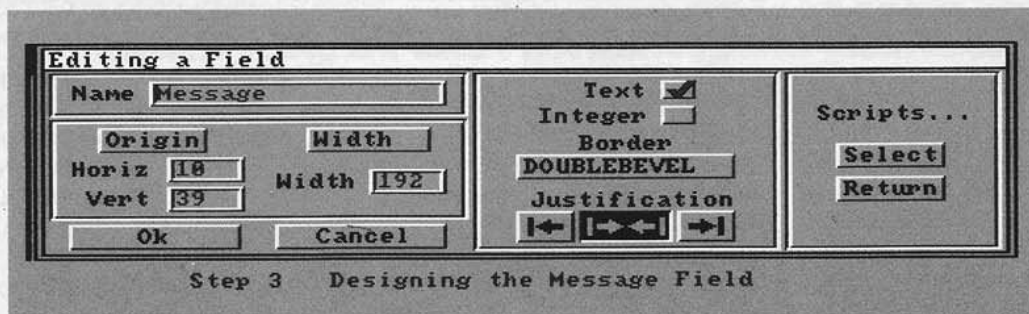 Editing a Field
Name Message
Origin Width
Horiz 10
Vert 39
Width 192
Ok Cancel
Text
Integer
Border
DOUBLEBEVEL
Justification
Scripts...
Select
Return
Step 3 Designing the Message Field